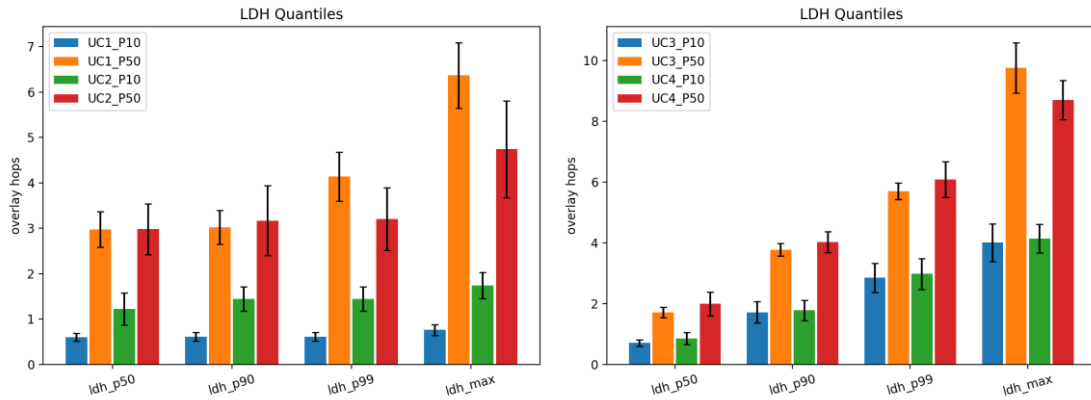 LDH Quantiles
UC1_P10
UC1_P50
UC2_P10
UC2_P50
overlay hops
7
6
5
4
3
2
1
0
ldh_p50
ldh_p90
ldh_p99
ldh_max
LDH Quantiles
UC3_P10
UC3_P50
UC4_P10
UC4_P50
overlay hops
10
8
6
4
2
0
ldh_p50
ldh_p90
ldh_p99
ldh_max